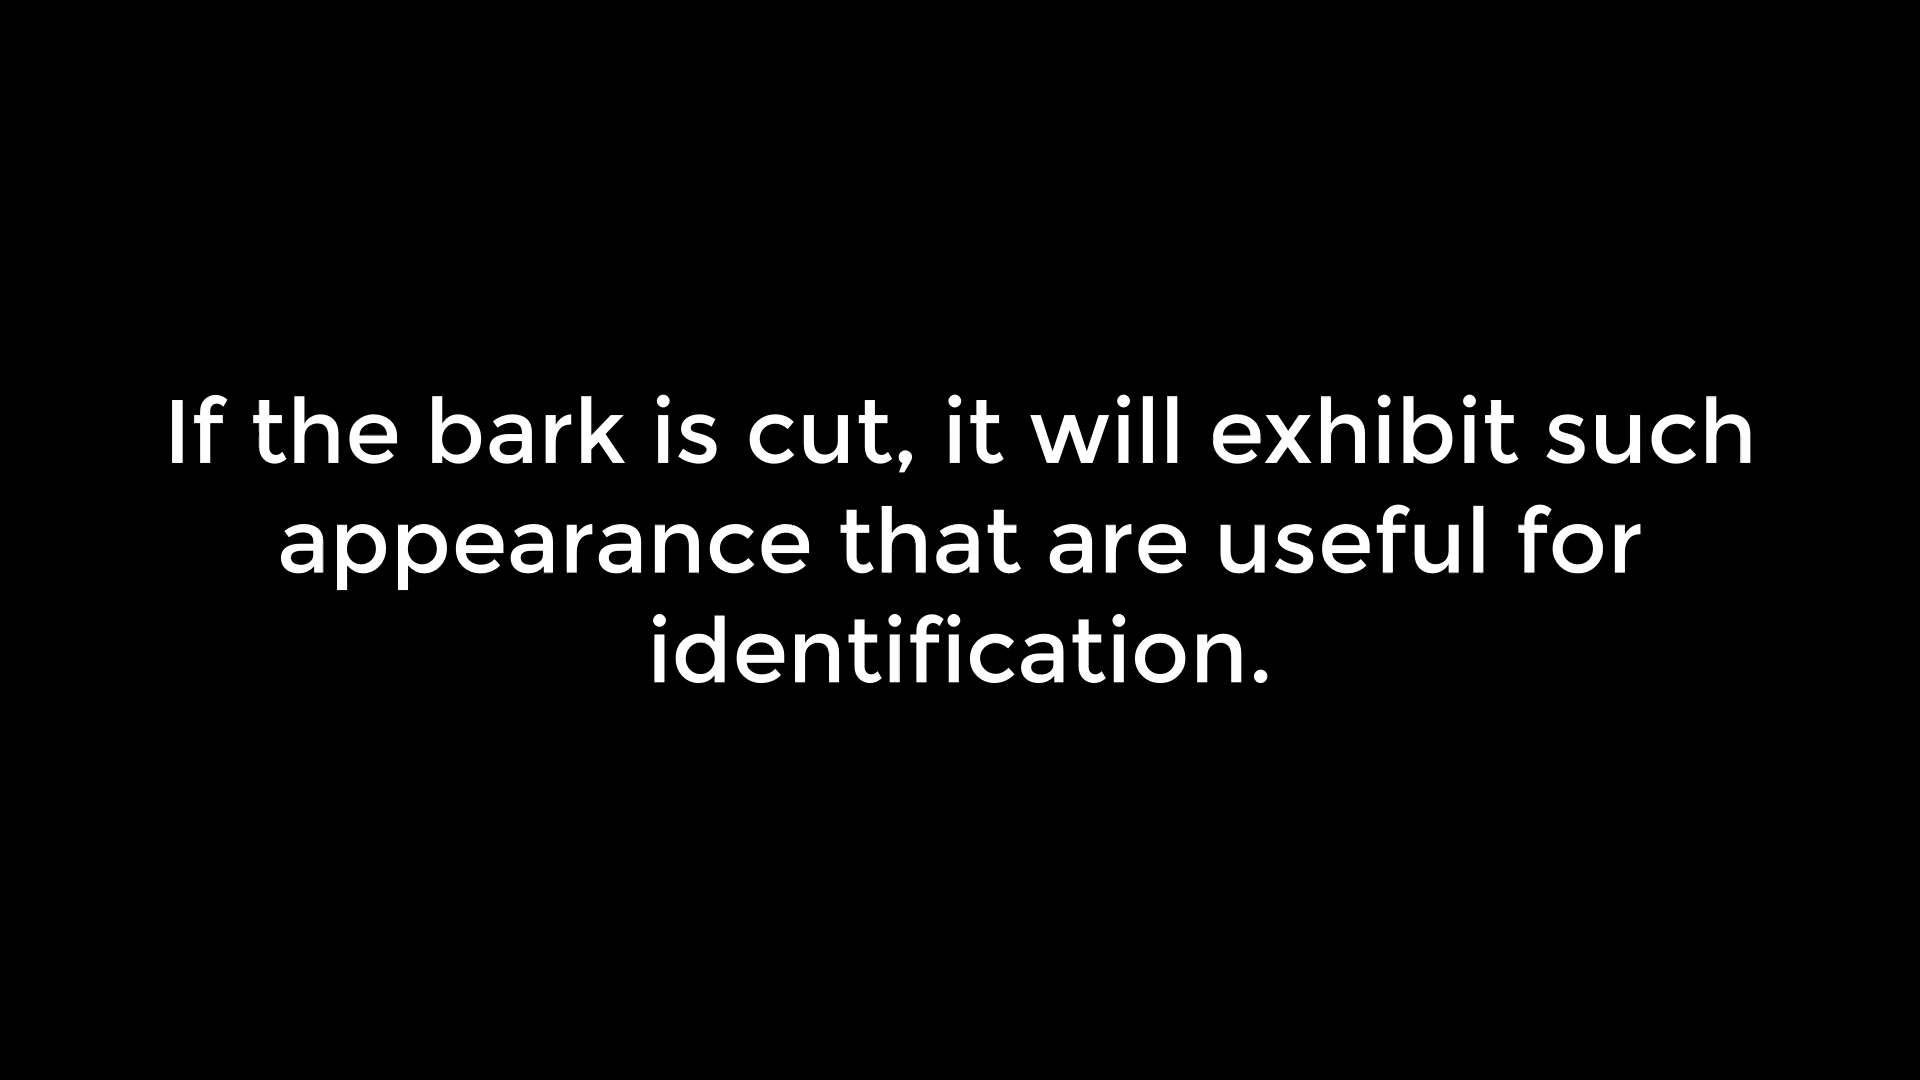 If the bark is cut, it will exhibit such
appearance that are useful for
identification.